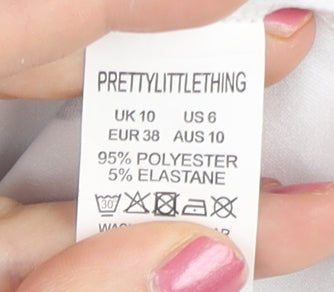 PRETTYLITTLETHING
UK 10 US 6
EUR 38 AUS 10
95% POLYESTER
5% ELASTANE
30°